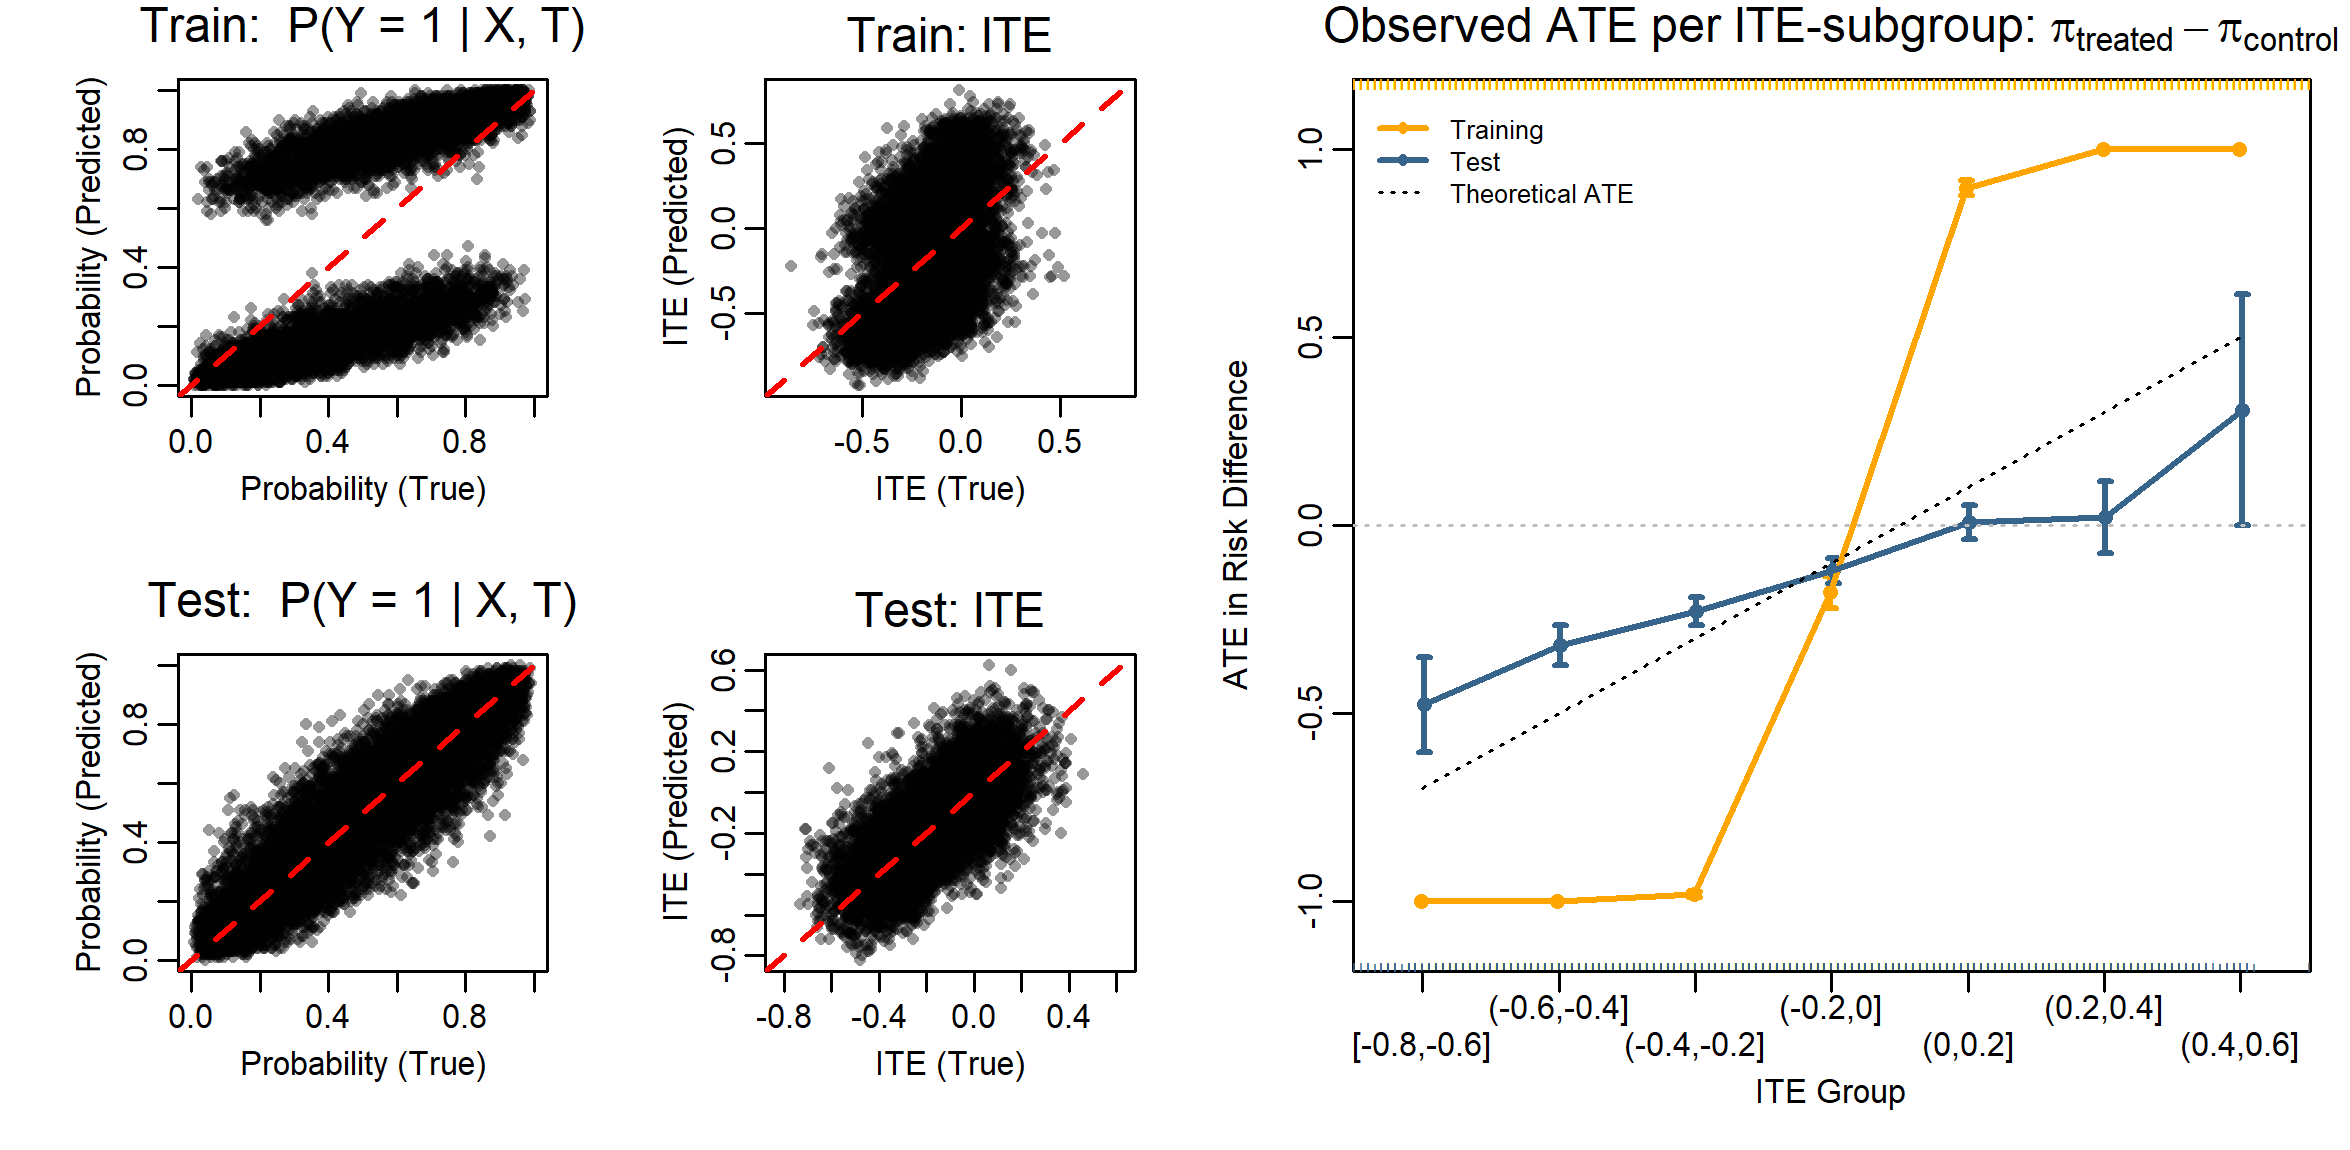 Train:  P(Y = 1 | X, T)
Probability (Predicted)
0.0 0.4 0.8
0.0 0.4 0.8
Probability (True)
Train: ITE
ITE (Predicted)
-0.5 0.0 0.5
-0.5 0.0 0.5
ITE (True)
Test:  P(Y = 1 | X, T)
Probability (Predicted)
0.0 0.4 0.8
0.0 0.4 0.8
Probability (True)
Test: ITE
ITE (Predicted)
-0.8 -0.2 0.2 0.6
-0.8 -0.4 0.0 0.4
ITE (True)
Observed ATE per ITE-subgroup: πtreated − πcontrol
Training
Test
Theoretical ATE
ATE in Risk Difference
-1.0 -0.5 0.0 0.5 1.0
[-0.8,-0.6] (-0.6,-0.4] (-0.4,-0.2] (-0.2,0] (0,0.2] (0.2,0.4] (0.4,0.6]
ITE Group